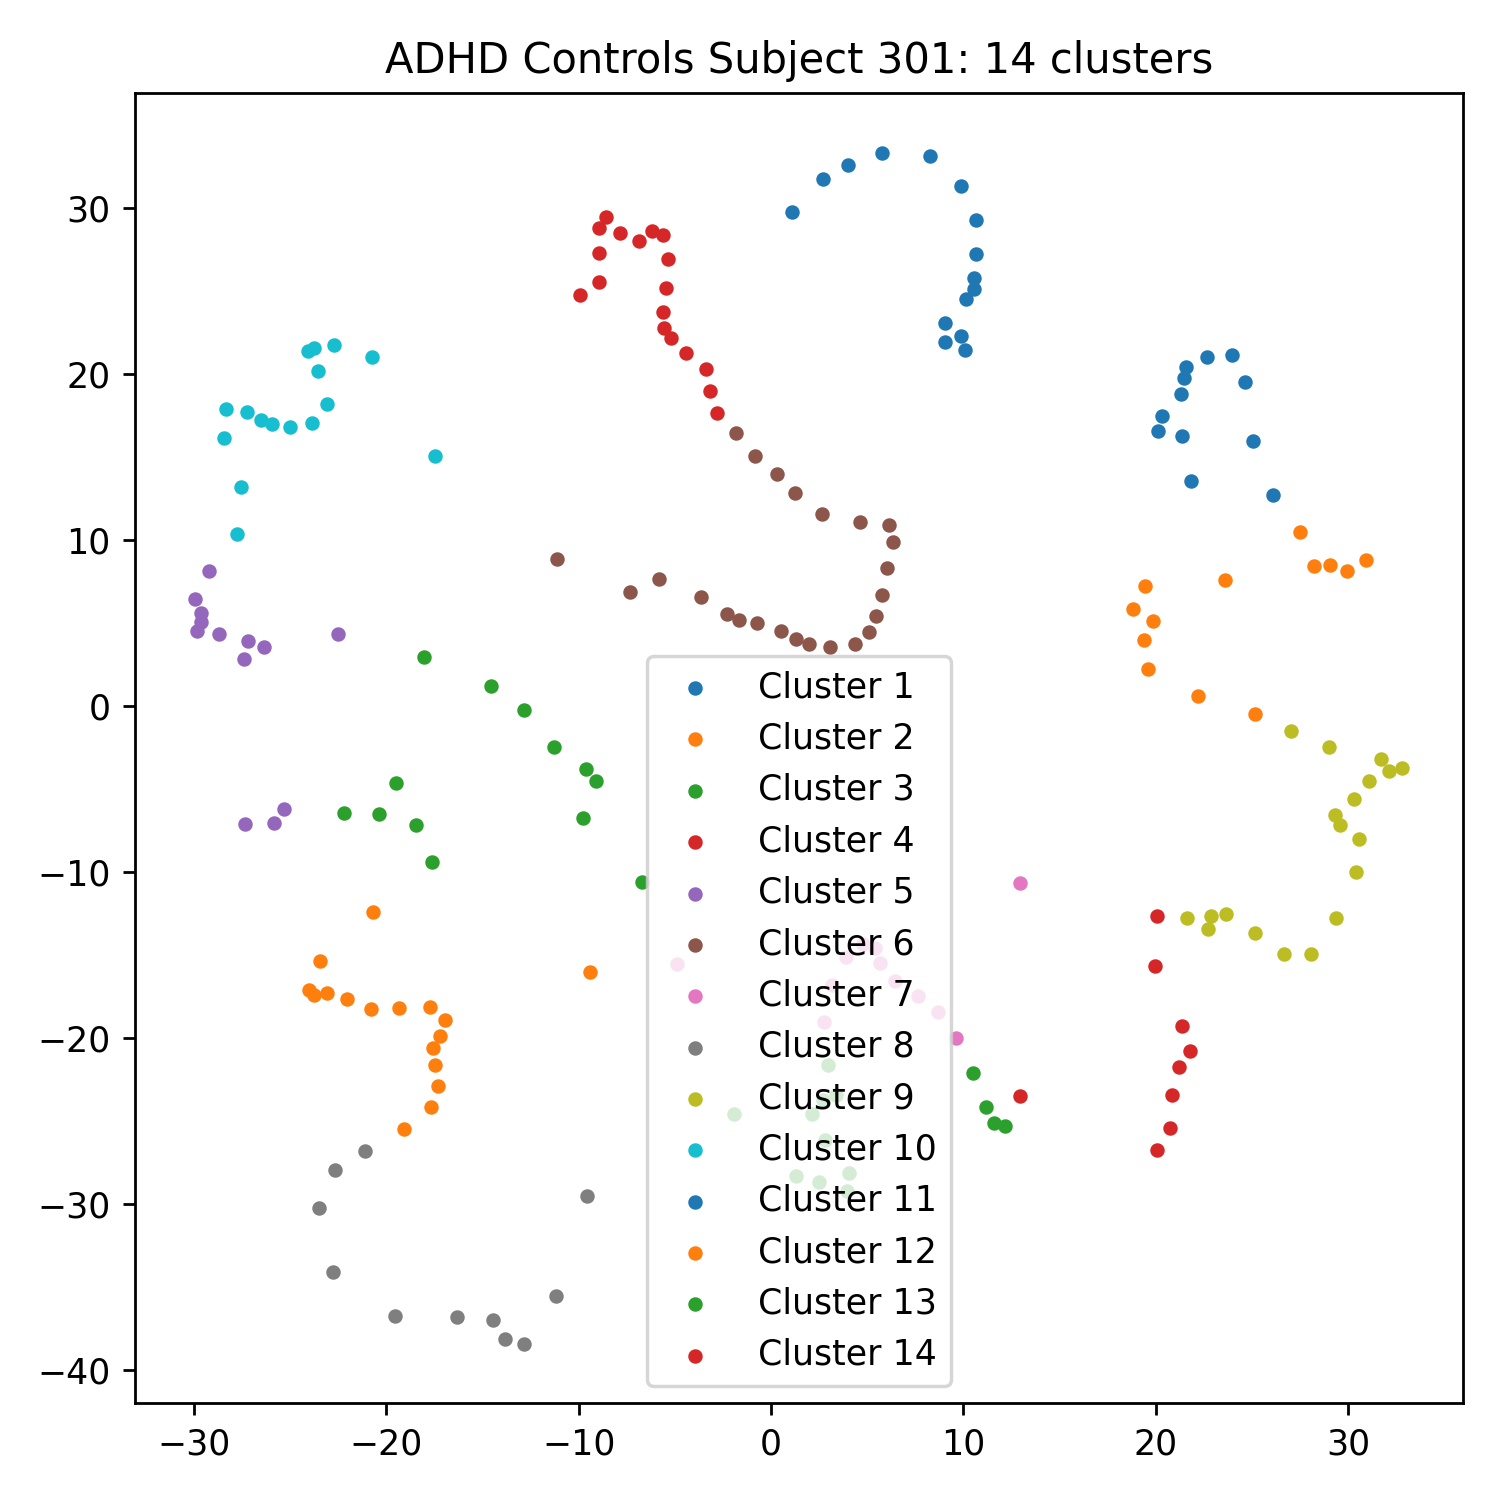 ADHD Controls Subject 301: 14 clusters
30
20
10
0
−10
−20
−30
−40
Cluster 1
Cluster 2
Cluster 3
Cluster 4
Cluster 5
Cluster 6
Cluster 7
Cluster 8
Cluster 9
Cluster 10
Cluster 11
Cluster 12
Cluster 13
Cluster 14
−30 −20 −10 0 10 20 30